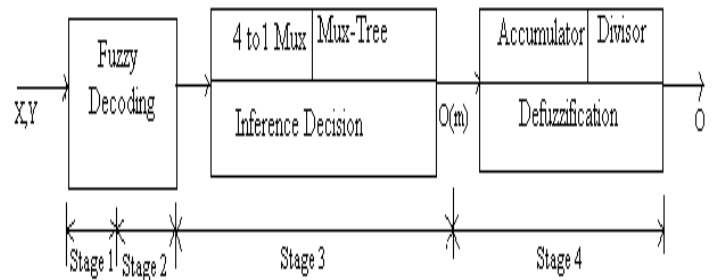 Fuzzy
Decoding
4 to1 Mux
Mux-Tree
Inference Decision
Accumulator
Divisor
Defuzzification
X,Y
O(m)
O
Stage 1
Stage 2
Stage 3
Stage 4